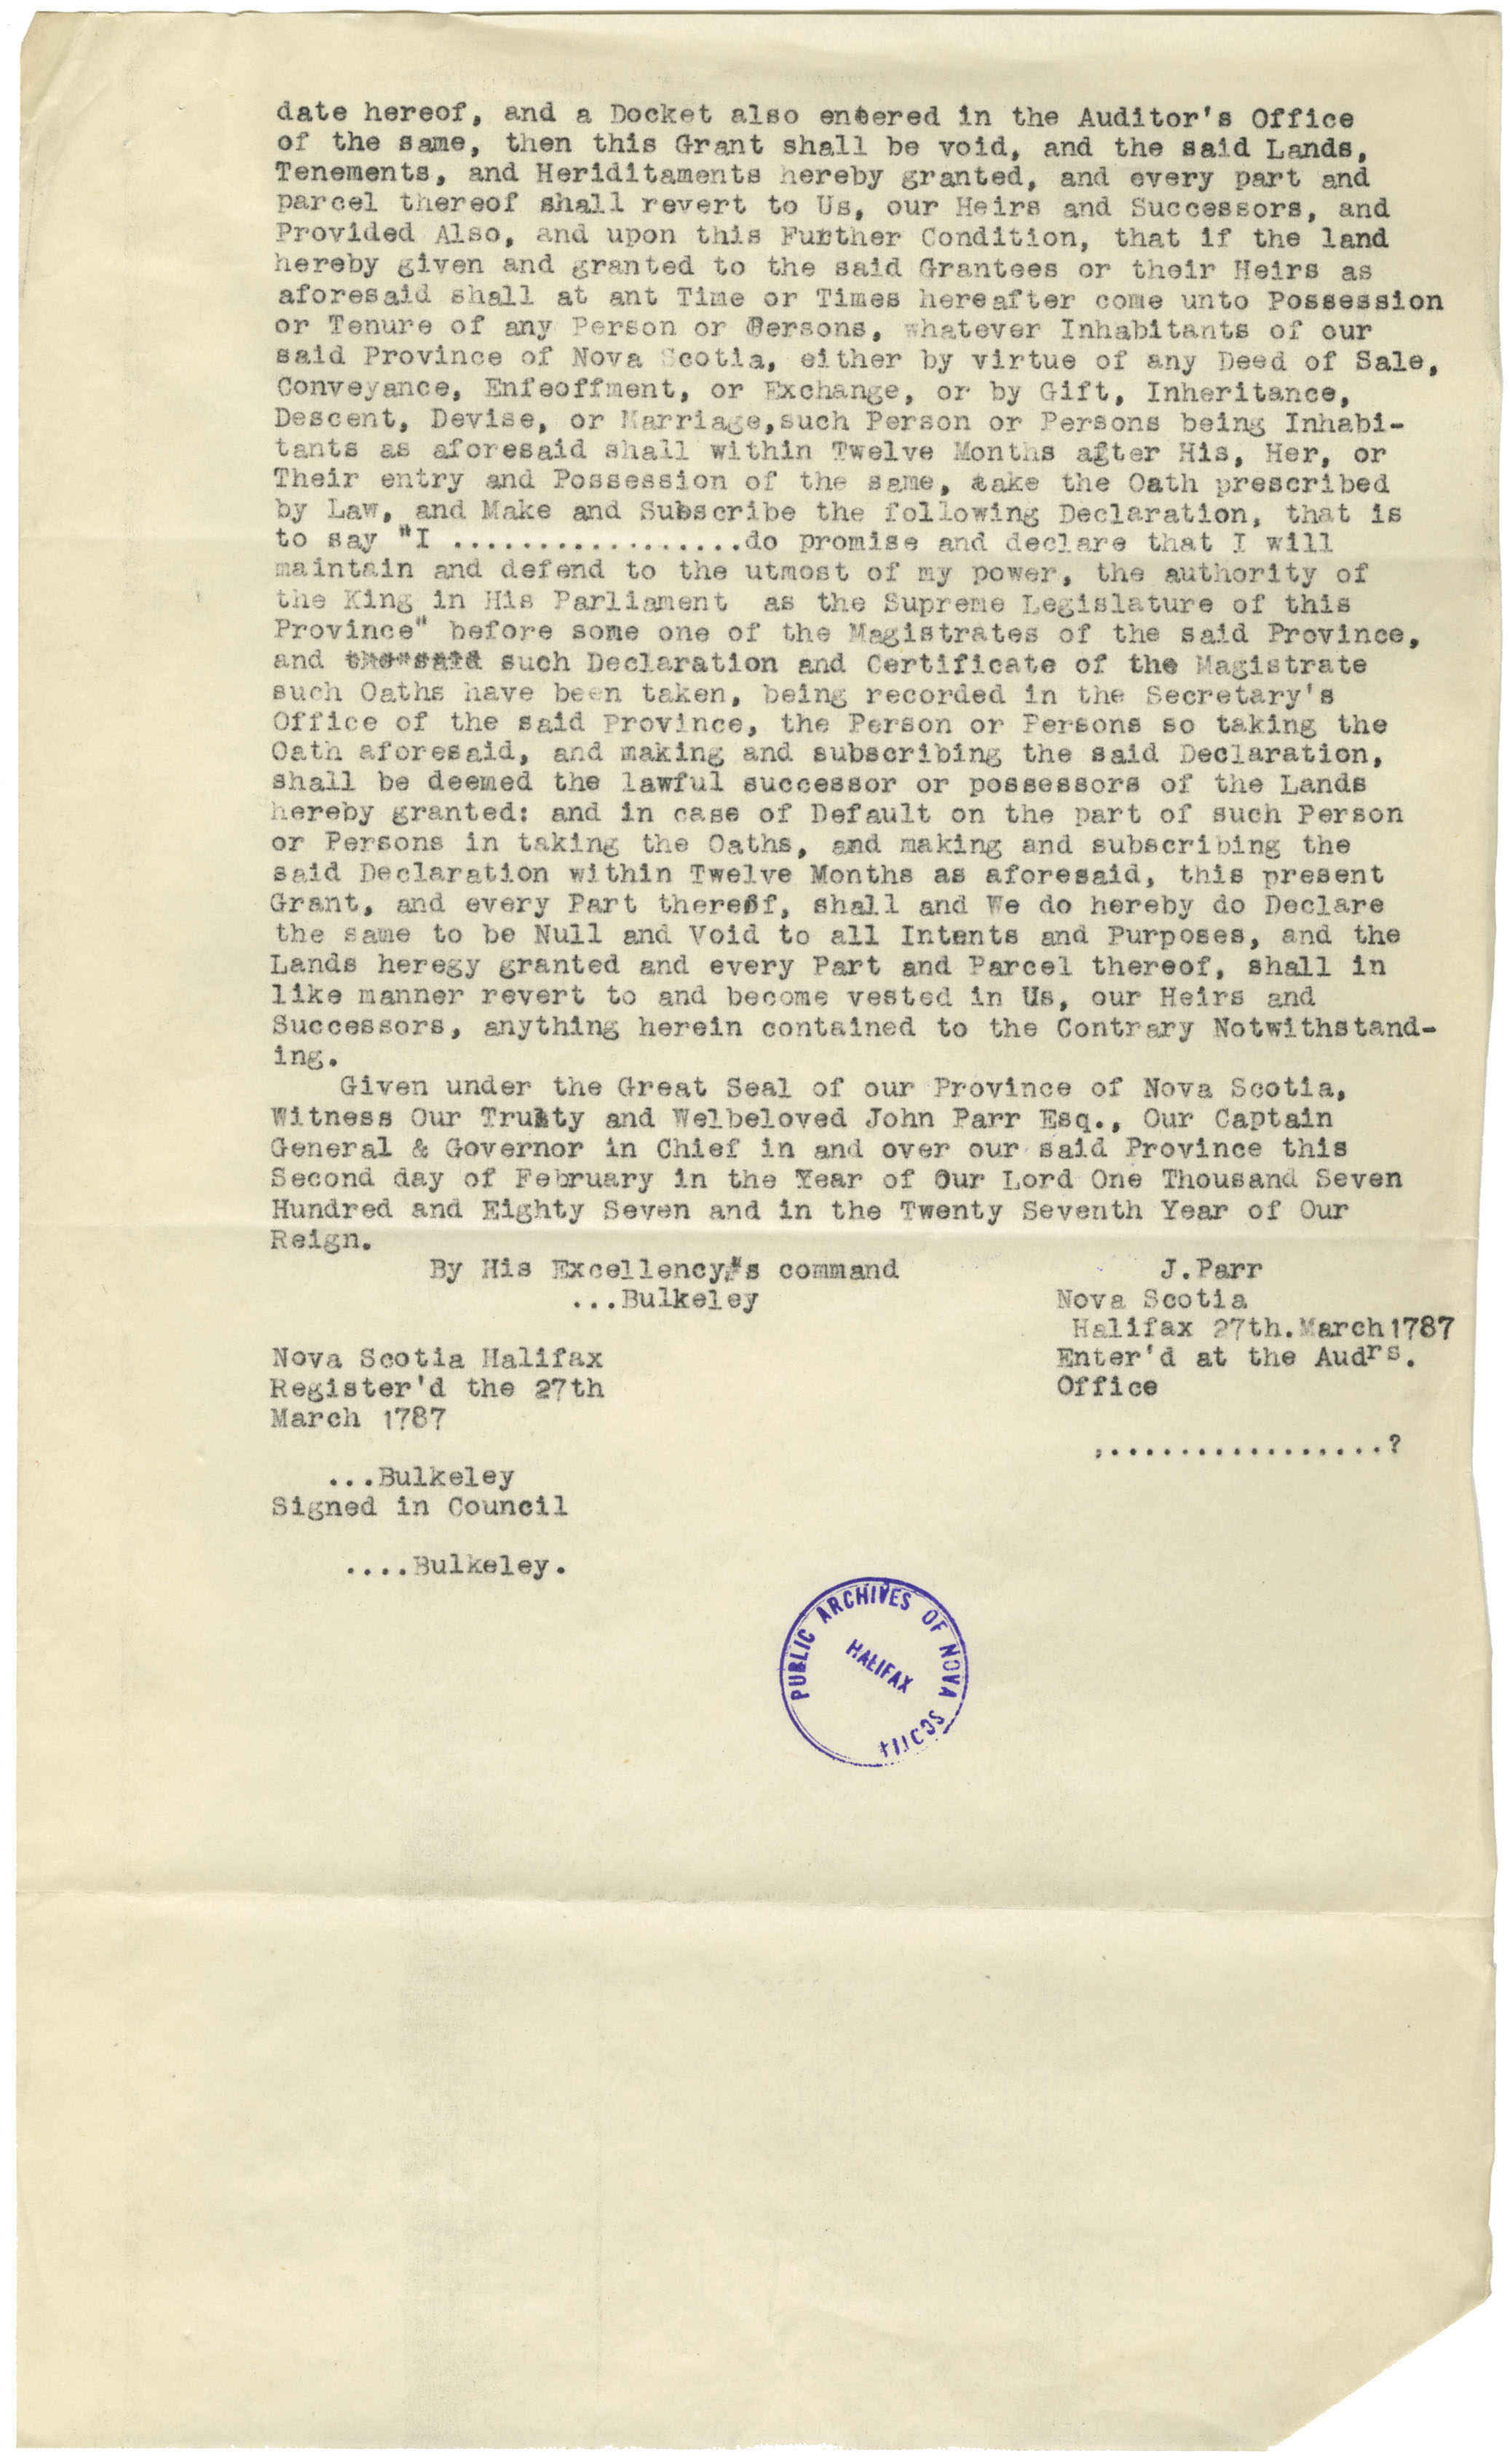 date hereof, and a Docket also entered in the Auditor's Office
of the same, then this Grant shall be void, and the said Lands,
Tenements, and Heriditaments hereby granted, and every part and
parcel thereof shall revert to Us, our Heirs and Successors, and
Provided Also, and upon this Further Condition, that if the land
hereby given and granted to the said Grantees or their Heirs as
aforesaid shall at ant Time or Times hereafter come unto Possession
or Tenure of any Person or Persons, whatever Inhabitants of our
said Province of Nova Scotia, either by virtue of any Deed of Sale,
Conveyance, Enfeoffment, or Exchange, or by Gift, Inheritance,
Descent, Devise, or Marriage,such Person or Persons being Inhabi-
tants as aforesaid shall within Twelve Months after His, Her, or
Their entry and Possession of the same, take the Oath prescribed
by Law, and Make and Subscribe the following Declaration, that is
to say "I .................do promise and declare that I will
maintain and defend to the utmost of my power, the authority of
the King in His Parliament as the Supreme Legislature of this
Province" before some one of the Magistrates of the said Province,
and the said such Declaration and Certificate of the Magistrate
such Oaths have been taken, being recorded in the Secretary's
Office of the said Province, the Person or Persons so taking the
Oath aforesaid, and making and subscribing the said Declaration,
shall be deemed the lawful successor or possessors of the Lands
hereby granted: and in case of Default on the part of such Person
or Persons in taking the Oaths, and making and subscribing the
said Declaration within Twelve Months as aforesaid, this present
Grant, and every Part thereof, shall and We do hereby do Declare
the same to be Null and Void to all Intents and Purposes, and the
Lands heregy granted and every Part and Parcel thereof, shall in
like manner revert to and become vested in Us, our Heirs and
Successors, anything herein contained to the Contrary Notwithstand-
ing.
Given under the Great Seal of our Province of Nova Scotia,
Witness Our Trusty and Welbeloved John Parr Esq., Our Captain
General & Governor in Chief in and over our said Province this
Second day of February in the Year of Our Lord One Thousand Seven
Hundred and Eighty Seven and in the Twenty Seventh Year of Our
Reign.
By His Excellency's command
...Bulkeley
J.Parr
Nova Scotia
Halifax 27th.March 1787
Enter'd at the Audrs.
Office
,................?
Nova Scotia Halifax
Register'd the 27th
March 1787
...Bulkeley
Signed in Council
....Bulkeley.
PUBLIC ARCHIVES OF NOVA SCOTIA
HALIFAX